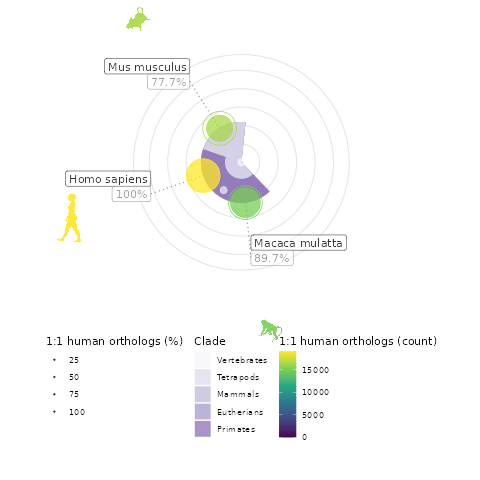 Mus musculus
77.7%
Homo sapiens
100%
Macaca mulatta
89.7%
1:1 human orthologs (%)
25
50
75
100
Clade
Vertebrates
Tetrapods
Mammals
Eutherians
Primates
1:1 human orthologs (count)
15000
10000
5000
0